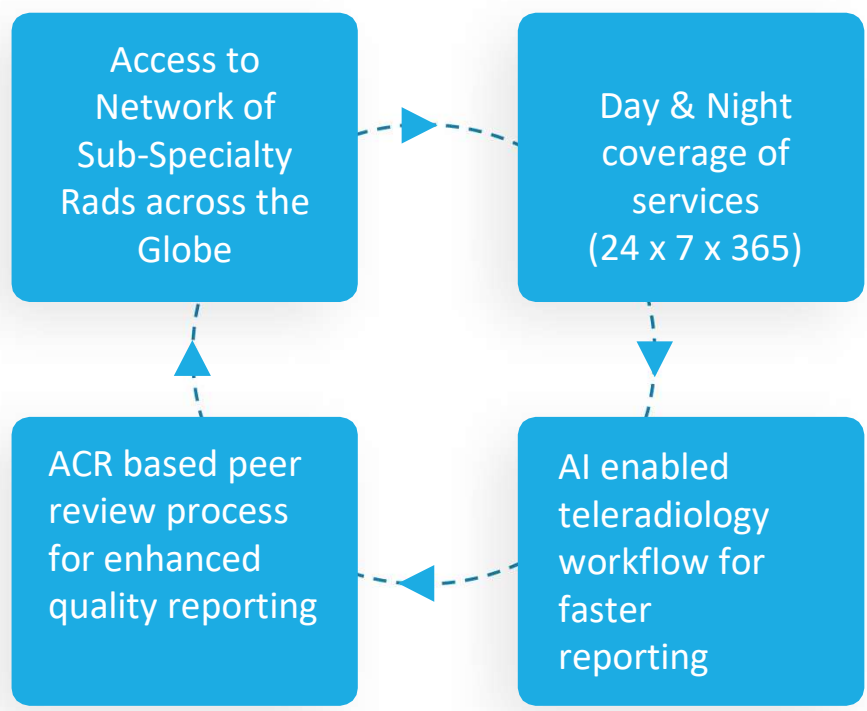 Access to
Network of
Sub-Specialty
Rads across the
Globe
Day & Night
coverage of
services
(24 x 7 x 365)
ACR based peer
review process
for enhanced
quality reporting
AI enabled
teleradiology
workflow for
faster
reporting